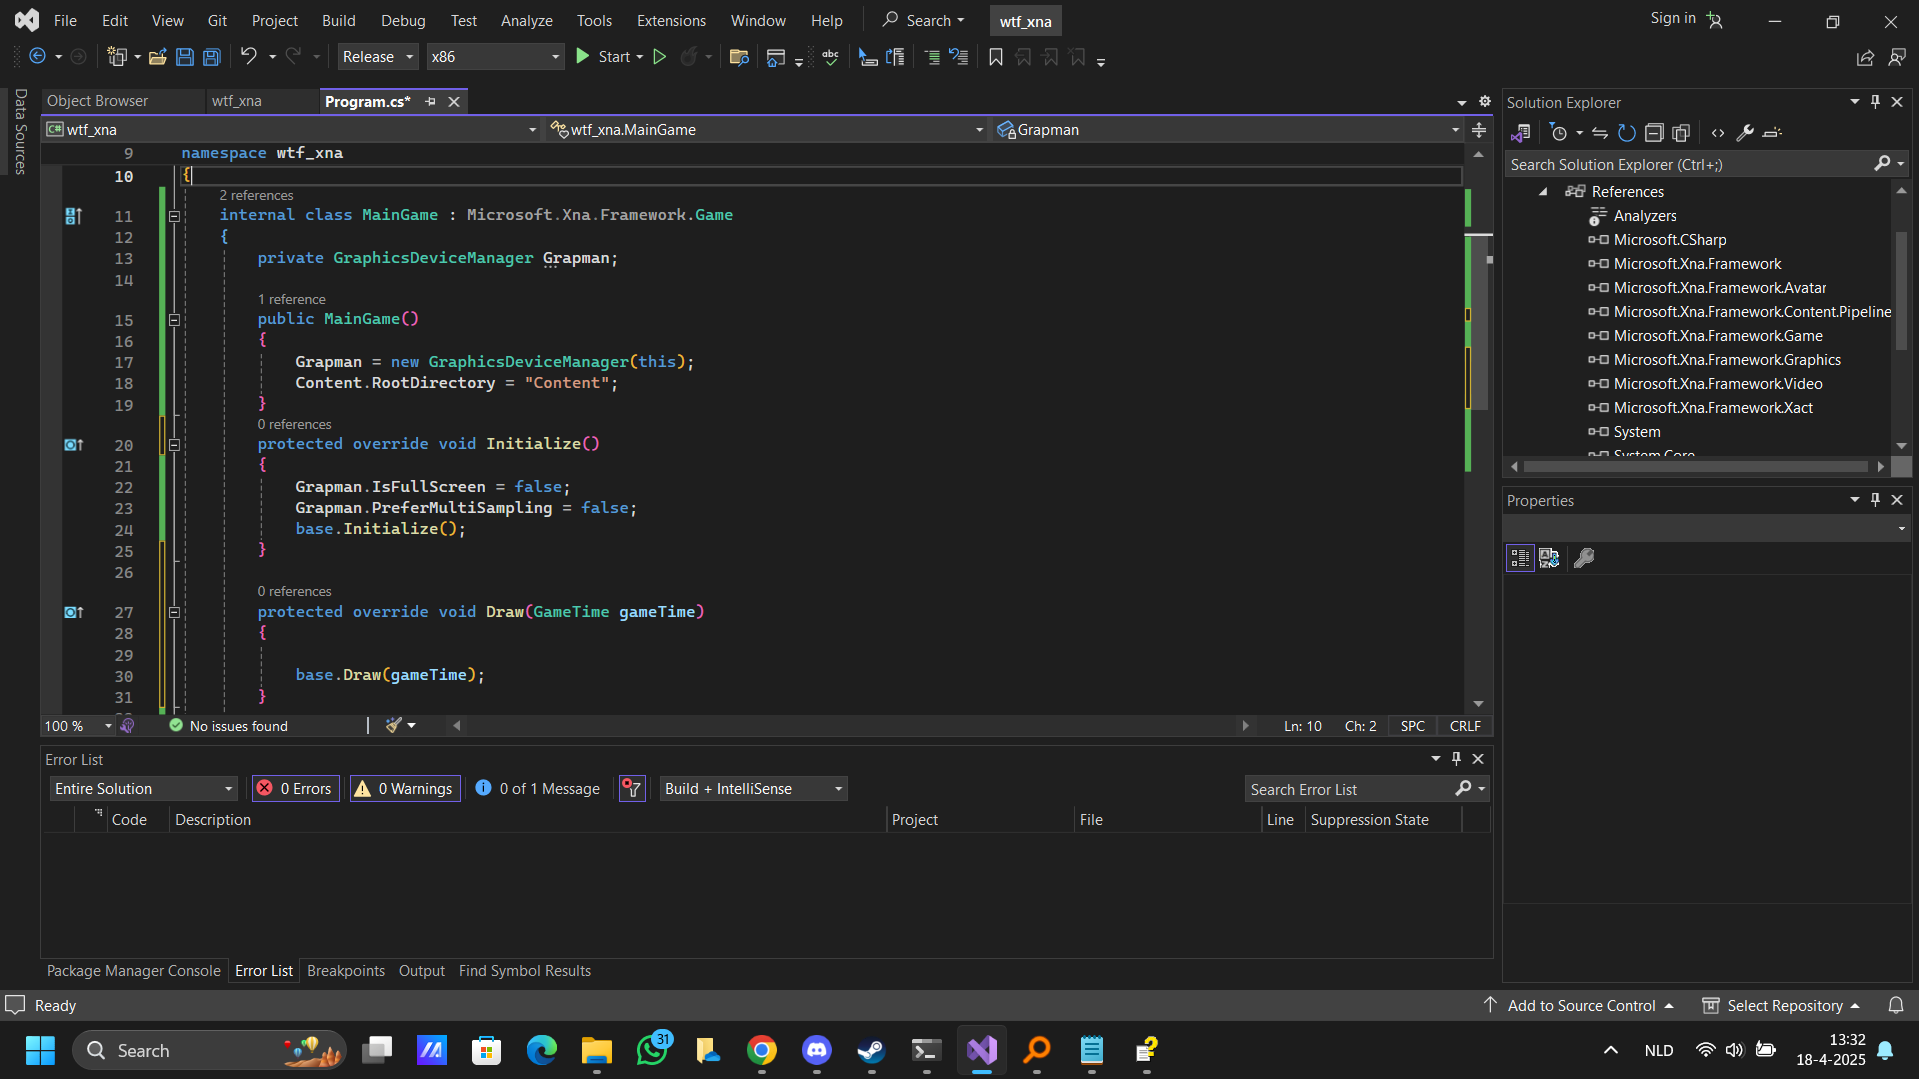 File Edit View Git Project Build Debug Test Analyze Tools Extensions Window Help Search wtf_xna Sign in
Release x86 Start abc
Data Sources
Object Browser wtf_xna Program.cs*
C# wtf_xna wtf_xna.MainGame Grapman
9 namespace wtf_xna
10 {
2 references
11 internal class MainGame : Microsoft.Xna.Framework.Game
12 {
13 private GraphicsDeviceManager Grapman;
14
1 reference
15 public MainGame()
16 {
17 Grapman = new GraphicsDeviceManager(this);
18 Content.RootDirectory = "Content";
19 }
0 references
20 protected override void Initialize()
21 {
22 Grapman.IsFullScreen = false;
23 Grapman.PreferMultiSampling = false;
24 base.Initialize();
25 }
26
0 references
27 protected override void Draw(GameTime gameTime)
28 {
29
30 base.Draw(gameTime);
31 }
100 % No issues found Ln: 10 Ch: 2 SPC CRLF
Error List
Entire Solution 0 Errors 0 Warnings 0 of 1 Message Build + IntelliSense Search Error List
Code Description Project File Line Suppression State
Package Manager Console Error List Breakpoints Output Find Symbol Results
Solution Explorer
Search Solution Explorer (Ctrl+;)
References
Analyzers
Microsoft.CSharp
Microsoft.Xna.Framework
Microsoft.Xna.Framework.Avatar
Microsoft.Xna.Framework.Content.Pipeline
Microsoft.Xna.Framework.Game
Microsoft.Xna.Framework.Graphics
Microsoft.Xna.Framework.Video
Microsoft.Xna.Framework.Xact
System
System.Core
Properties
Ready Add to Source Control Select Repository
Search 31 NLD 13:32
18-4-2025